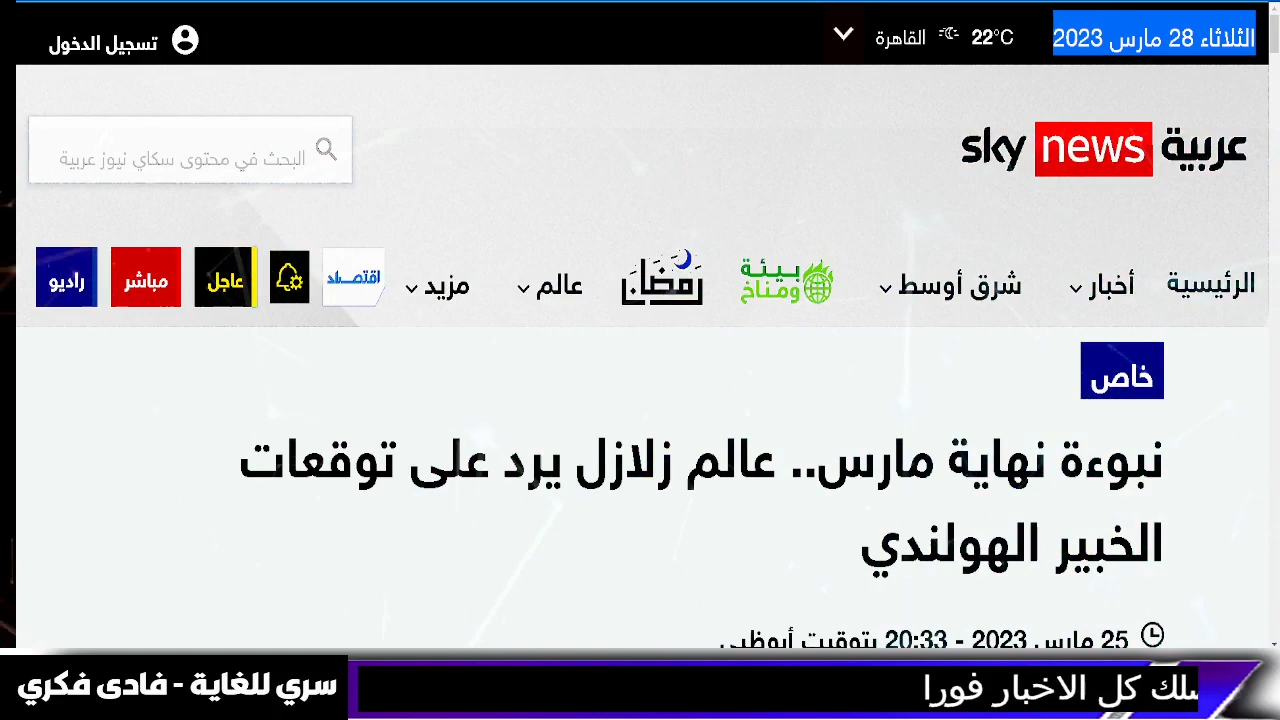 الثلاثاء 28 مارس 2023
22°C القاهرة
تسجيل الدخول
sky news عربية
البحث في محتوى سكاي نيوز عربية
الرئيسية أخبار شرق أوسط بيئة ومناخ رمضان عالم مزيد اقتصاد عاجل مباشر راديو
خاص
نبوءة نهاية مارس.. عالم زلازل يرد على توقعات
الخبير الهولندي
25 مارس 2023 - 20:33 بتوقيت أبوظبي
كل الاخبار فورا
سري للغاية - فادى فكري